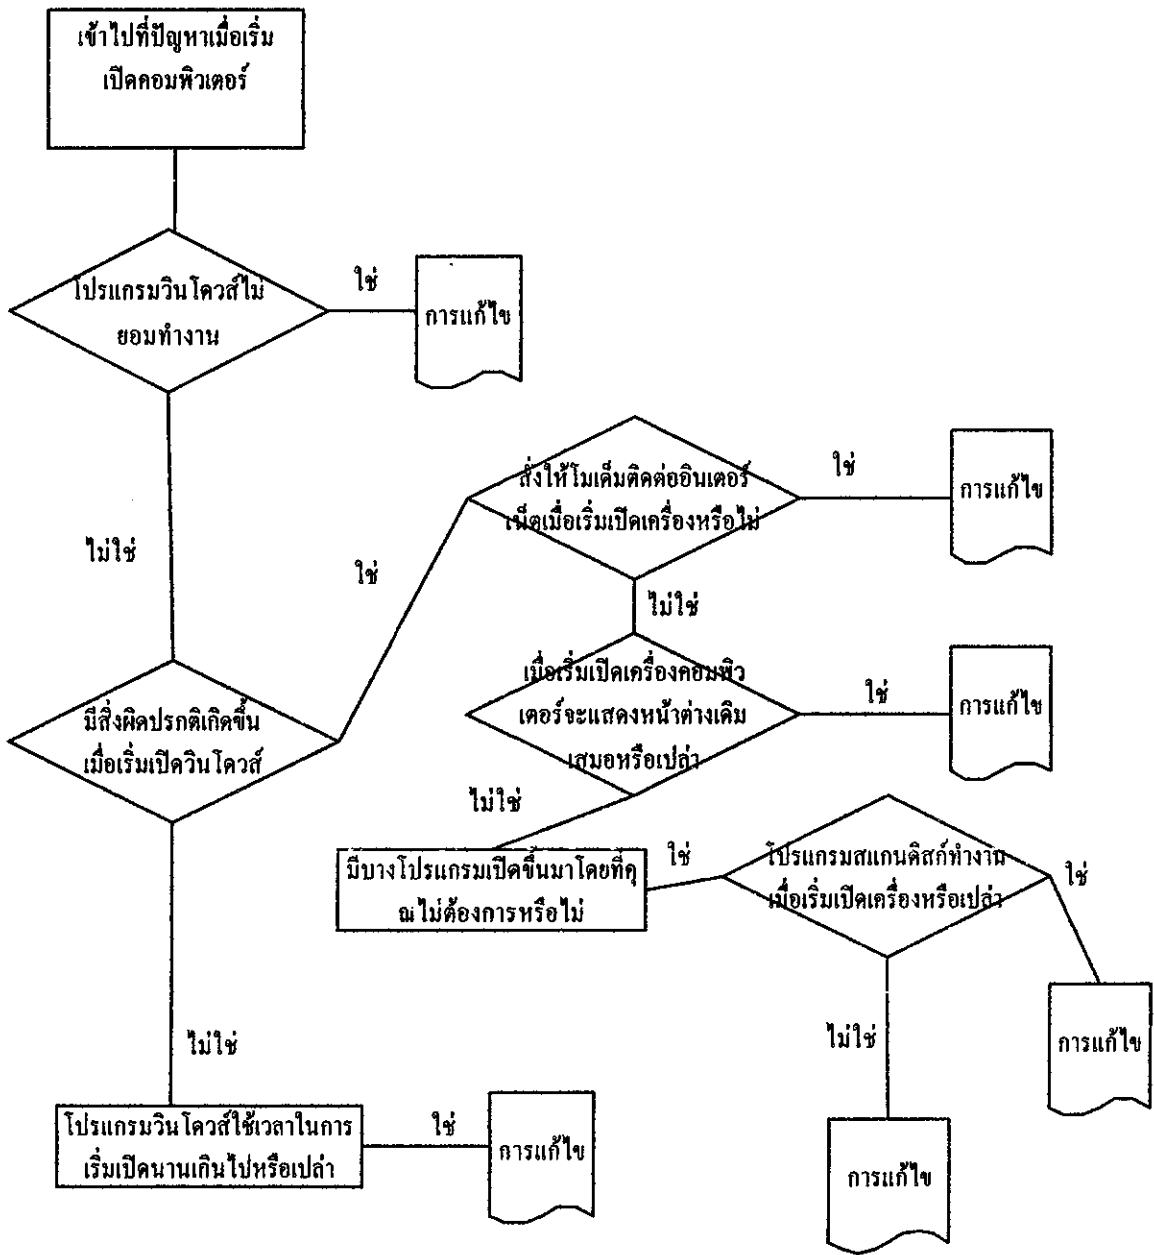 เข้าไปที่ปัญหาเมื่อเริ่ม
เปิดคอมพิวเตอร์
โปรแกรมวินโดวส์ไม่
ยอมทำงาน
ใช่
การแก้ไข
ไม่ใช่
สั่งให้โมเด็มติดต่ออินเตอร์
เน็ตเมื่อเริ่มเปิดเครื่องหรือไม่
ใช่
การแก้ไข
ใช่
ไม่ใช่
มีสิ่งผิดปรกติเกิดขึ้น
เมื่อเริ่มเปิดวินโดวส์
เมื่อเริ่มเปิดเครื่องคอมพิว
เตอร์จะแสดงหน้าต่างเดิม
เสมอหรือเปล่า
ใช่
การแก้ไข
ไม่ใช่
มีบางโปรแกรมเปิดขึ้นมาโดยที่คุ
ณไม่ต้องการหรือไม่
ใช่
โปรแกรมสแกนดิสก์ทำงาน
เมื่อเริ่มเปิดเครื่องหรือเปล่า
ใช่
การแก้ไข
ไม่ใช่
การแก้ไข
ไม่ใช่
โปรแกรมวินโดวส์ใช้เวลาในการ
เริ่มเปิดนานเกินไปหรือเปล่า
ใช่
การแก้ไข